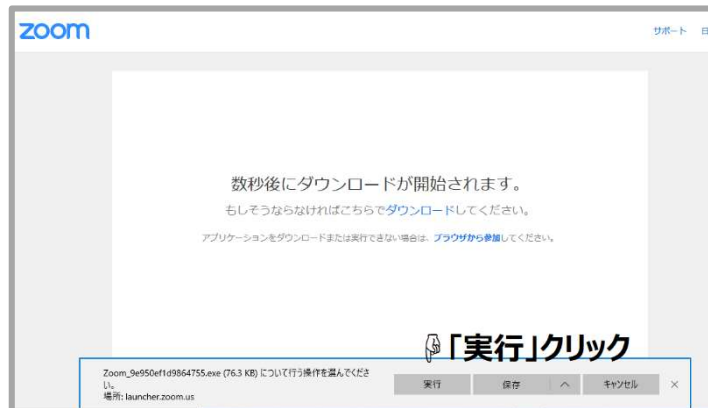 zoom
サポート 日
数秒後にダウンロードが開始されます。
もしそうならなければこちらでダウンロードしてください。
アプリケーションをダウンロードまたは実行できない場合は、ブラウザから参加してください。
☟「実行」クリック
Zoom_9e950ef1d9864755.exe (76.3 KB) について行う操作を選んでくださ
い。
場所: launcher.zoom.us
実行 保存 キャンセル